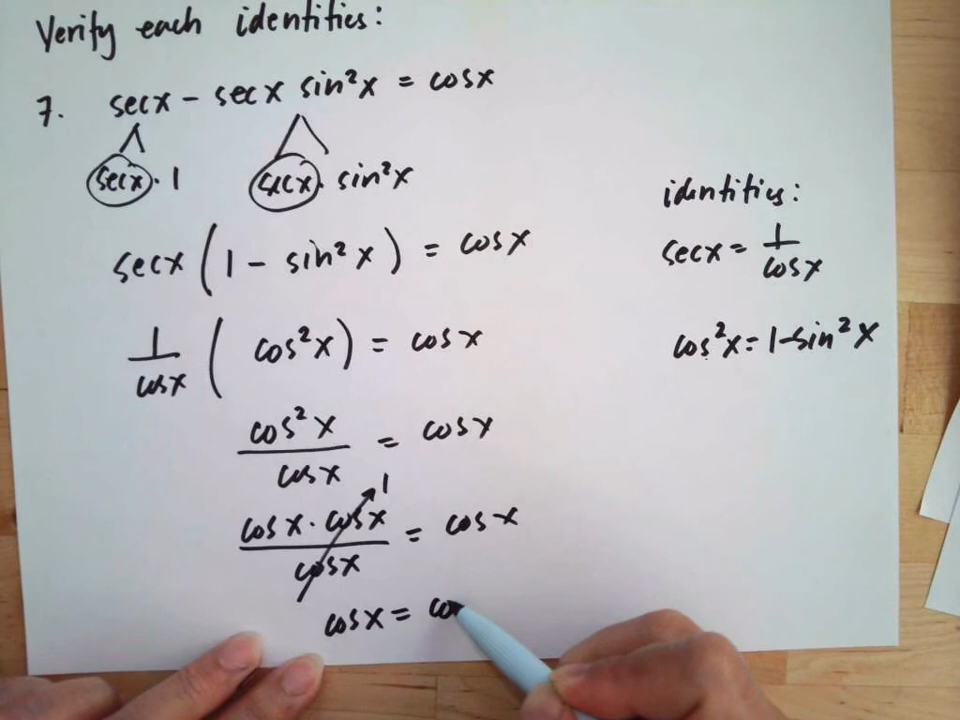 Verify each identities:
7. secx - secx sin²x = cosx
secx · 1 secx · sin²x
secx (1 - sin²x) = cosx
1/cosx (cos²x) = cosx
cos²x/cosx = cosx
cosx · cosx/cosx 1 = cosx
cosx = co
identities:
secx = 1/cosx
cos²x = 1-sin²x